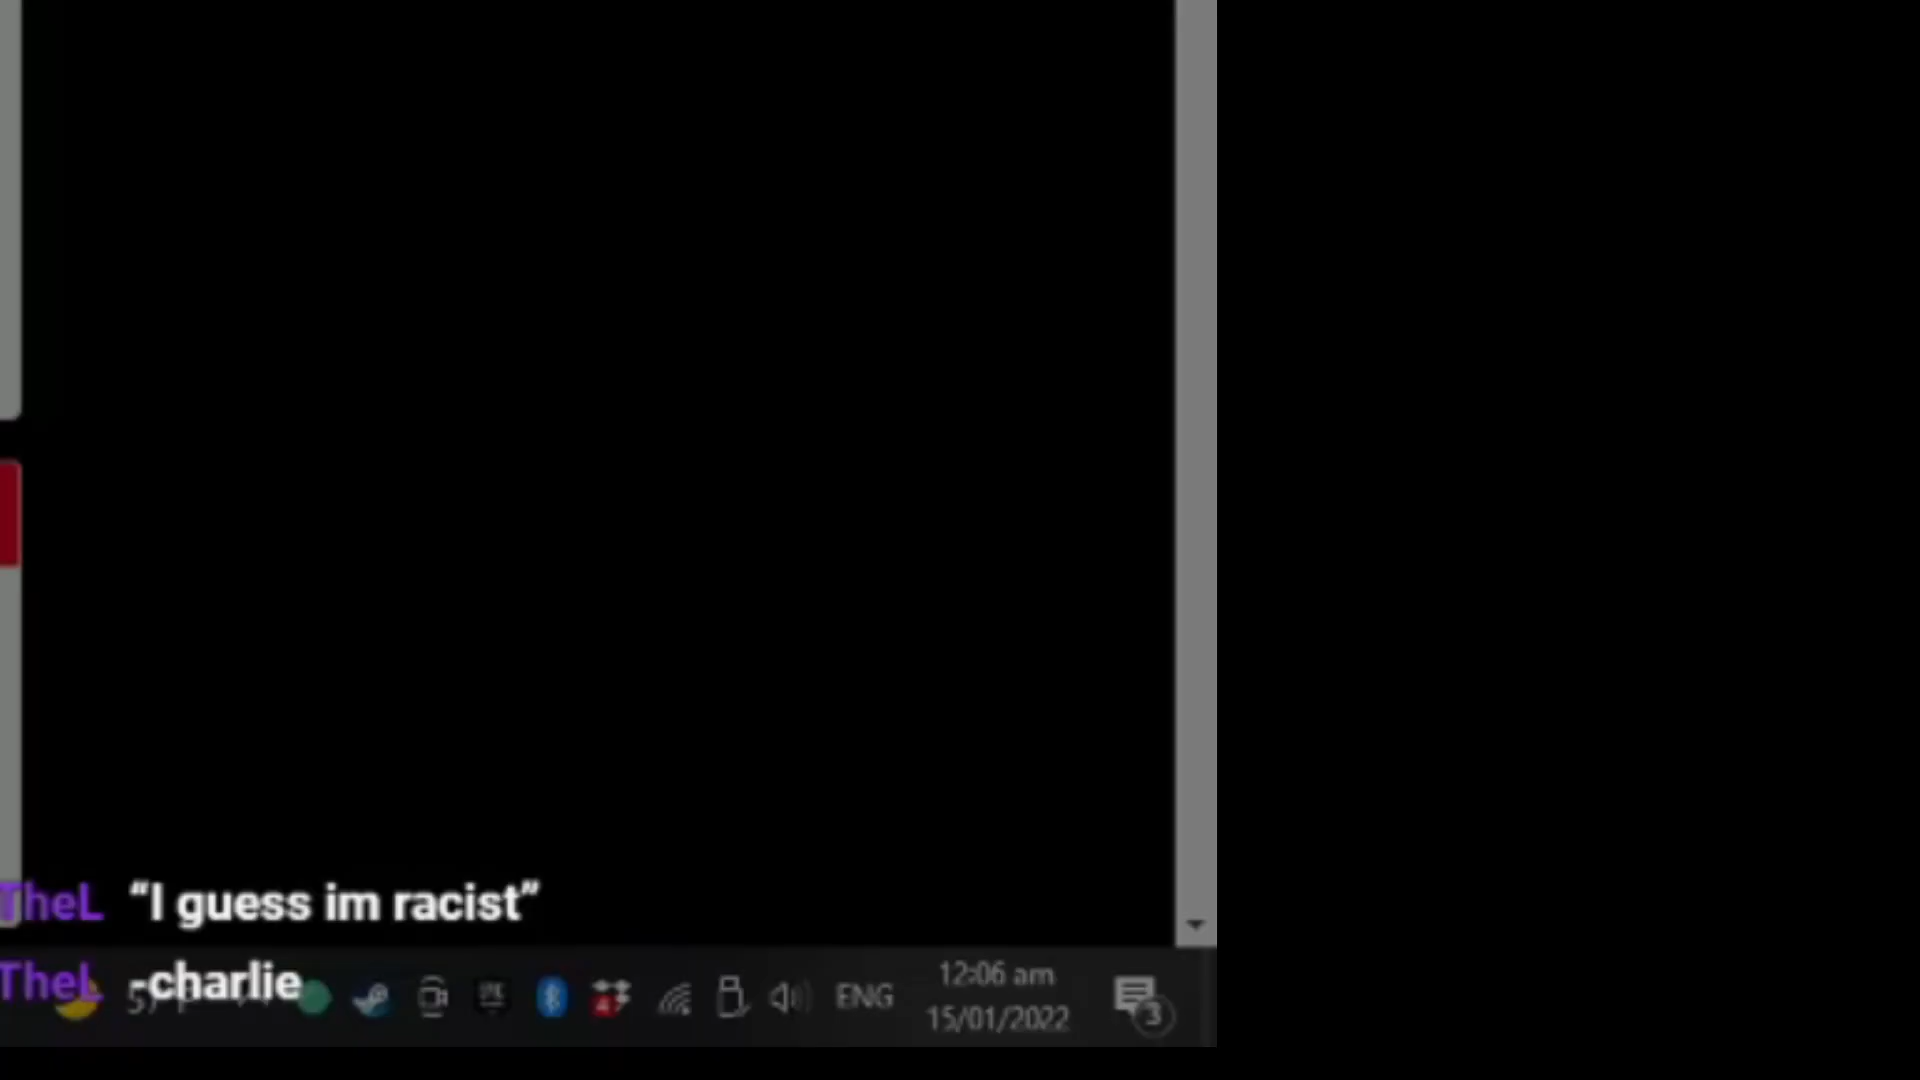 TheL “I guess im racist”
TheL -charlie
ENG
12:06 am
15/01/2022
3